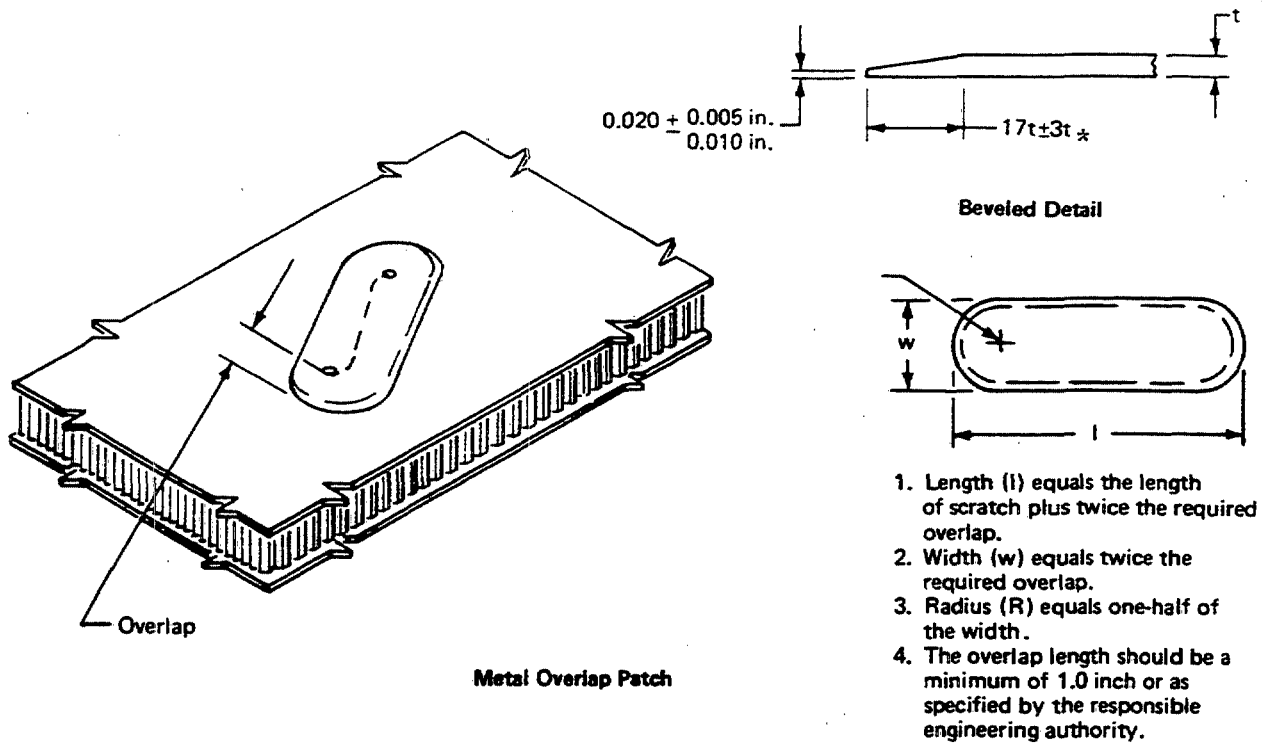 t
0.020 ± 0.005 in.
0.010 in.
17t±3t *
Beveled Detail
w
l
Overlap
Metal Overlap Patch
1. Length (l) equals the length
of scratch plus twice the required
overlap.
2. Width (w) equals twice the
required overlap.
3. Radius (R) equals one-half of
the width.
4. The overlap length should be a
minimum of 1.0 inch or as
specified by the responsible
engineering authority.